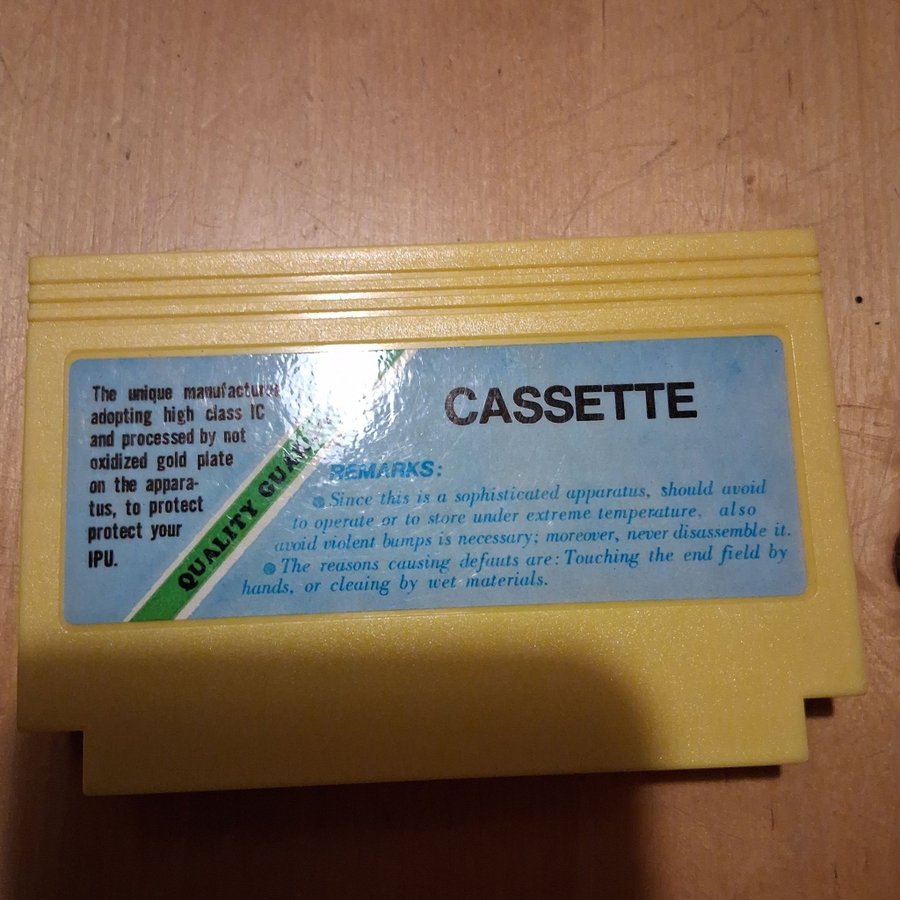 The unique manufacture
adopting high class IC
and processed by not
oxidized gold plate
on the appara-
tus, to protect
protect your
IPU.
QUALITY
CASSETTE
REMARKS:
Since this is a sophisticated apparatus, should avoid
to operate or to store under extreme temperature. also
avoid violent bumps is necessary; moreover, never disassemble it.
The reasons causing defauts are: Touching the end field by
hands, or cleaing by wet materials.